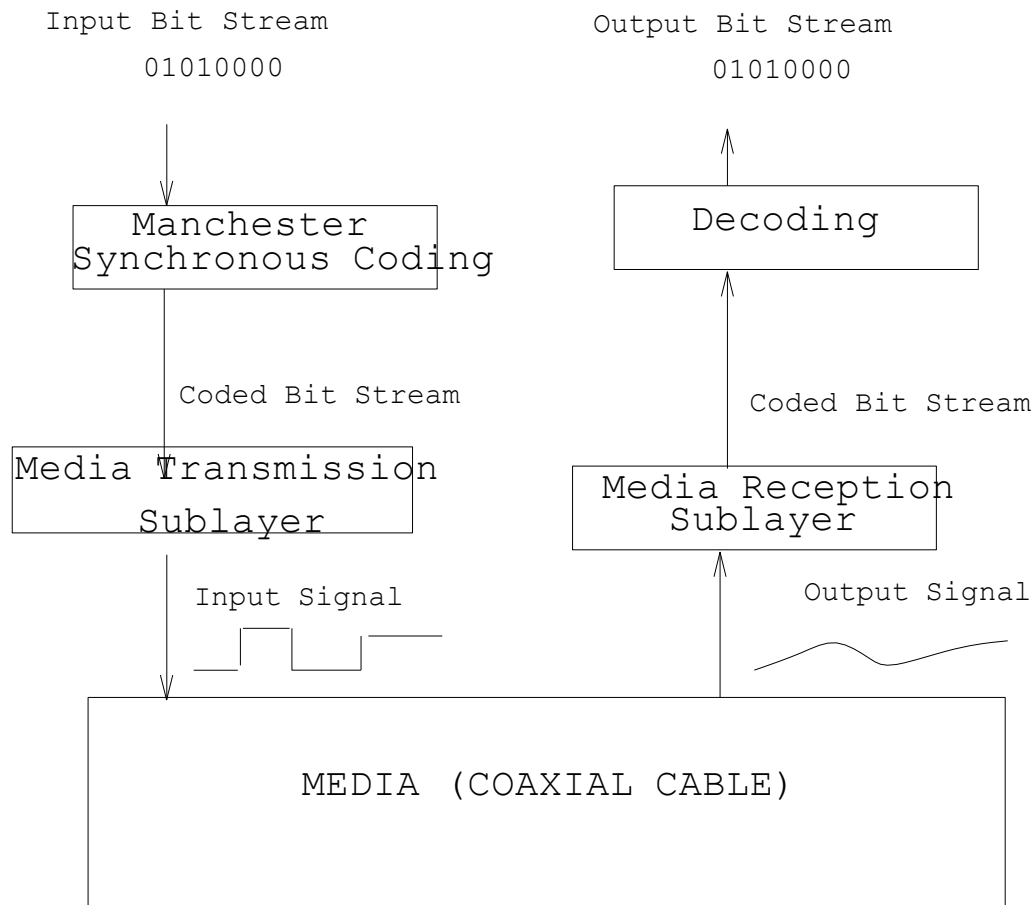 Input Bit Stream
01010000
Output Bit Stream
01010000
Manchester
Synchronous Coding
Decoding
Coded Bit Stream
Coded Bit Stream
Media Transmission
Sublayer
Media Reception
Sublayer
Input Signal
Output Signal
MEDIA (COAXIAL CABLE)